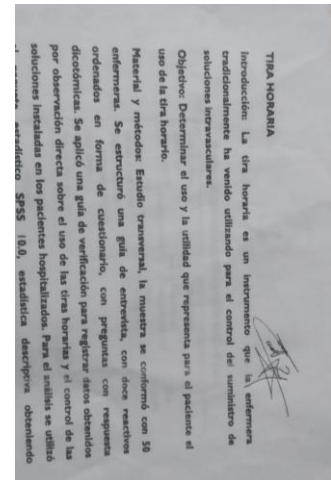 TIRA HORARIA
Introducción: La tira horaria es un instrumento que la enfermera
tradicionalmente ha venido utilizando para el control del suministro de
soluciones intravasculares.
Objetivo: Determinar el uso y la utilidas que representa para el paciente el
uso de la tira horario.
Material y métodos: Estudio transversal, la muestra se conformó con 50
enfermeras. Se estructuró una guía de entrevista, con doce reactivos
ordenados en forma de cuestionario, con preguntas con respuesta
dicotómicas. Se aplicó una guía de verificación para registrar datos obtenidos
por observación directa sobre el uso de las tiras horarias y el control de las
soluciones instaladas en los pacientes hospitalizados. Para el análisis se utilizó
estadístico SPSS 10.0, estadística descriptiva obteniendo